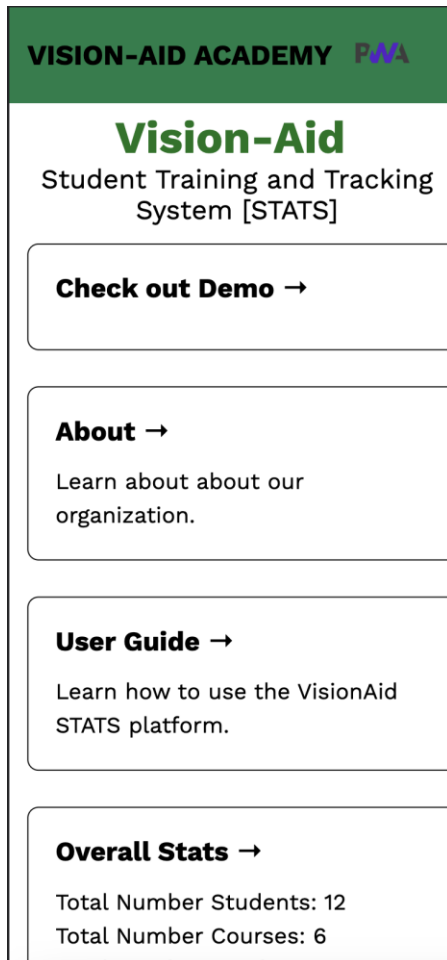 VISION-AID ACADEMY PWA
Vision-Aid
Student Training and Tracking
System [STATS]
Check out Demo →
About →
Learn about about our
organization.
User Guide →
Learn how to use the VisionAid
STATS platform.
Overall Stats →
Total Number Students: 12
Total Number Courses: 6